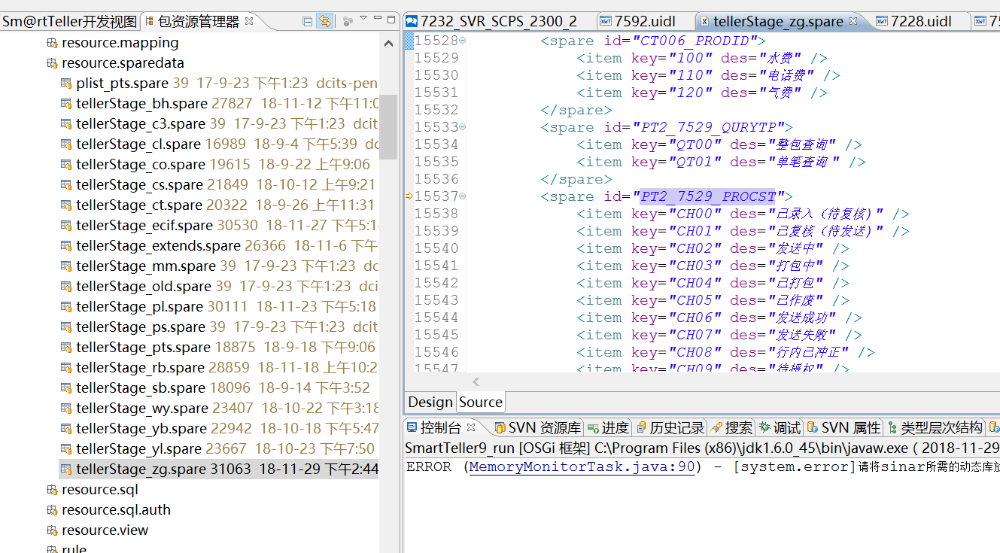 Sm@rtTeller开发视图 包资源管理器
resource.mapping
resource.sparedata
plist_pts.spare 39 17-9-23 下午1:23 dcits-pen
tellerStage_bh.spare 27827 18-11-12 下午11:0
tellerStage_c3.spare 39 17-9-23 下午1:23 dcit
tellerStage_cl.spare 16989 18-9-4 下午5:39 dc
tellerStage_co.spare 19615 18-9-22 上午9:06
tellerStage_cs.spare 21849 18-10-12 上午9:21
tellerStage_ct.spare 20322 18-9-26 上午11:31
tellerStage_ecif.spare 30530 18-11-27 下午5:1
tellerStage_extends.spare 26366 18-11-6 下午
tellerStage_mm.spare 39 17-9-23 下午1:23 dc
tellerStage_old.spare 39 17-9-23 下午1:23 dci
tellerStage_pl.spare 30111 18-11-23 下午5:18
tellerStage_ps.spare 39 17-9-23 下午1:23 dcit
tellerStage_pts.spare 18875 18-9-18 下午9:06
tellerStage_rb.spare 28859 18-11-18 上午10:2
tellerStage_sb.spare 18096 18-9-14 下午3:52
tellerStage_wy.spare 23407 18-10-22 下午3:18
tellerStage_yb.spare 22942 18-10-18 下午5:47
tellerStage_yl.spare 23667 18-10-23 下午7:50
tellerStage_zg.spare 31063 18-11-29 下午2:44
resource.sql
resource.sql.auth
resource.view
rule
7232_SVR_SCPS_2300_2 7592.uidl tellerStage_zg.spare 7228.uidl
15528 <spare id="CT006_PRODID">
15529 <item key="100" des="水费" />
15530 <item key="110" des="电话费" />
15531 <item key="120" des="气费" />
15532 </spare>
15533 <spare id="PT2_7529_QURYTP">
15534 <item key="QT00" des="整包查询" />
15535 <item key="QT01" des="单笔查询 " />
15536 </spare>
15537 <spare id="PT2_7529_PROCST">
15538 <item key="CH00" des="已录入（待复核)" />
15539 <item key="CH01" des="已复核（待发送)" />
15540 <item key="CH02" des="发送中" />
15541 <item key="CH03" des="打包中" />
15542 <item key="CH04" des="已打包" />
15543 <item key="CH05" des="已作废" />
15544 <item key="CH06" des="发送成功" />
15545 <item key="CH07" des="发送失败" />
15546 <item key="CH08" des="行内已冲正" />
15547 <item key="CH09" des="待授权" />
Design Source
控制台 SVN 资源库 进度 历史记录 搜索 调试 SVN 属性 类型层次结构
SmartTeller9_run [OSGi 框架] C:\Program Files (x86)\jdk1.6.0_45\bin\javaw.exe ( 2018-11-29
ERROR (MemoryMonitorTask.java:90) - [system.error]请将sinar所需的动态库放